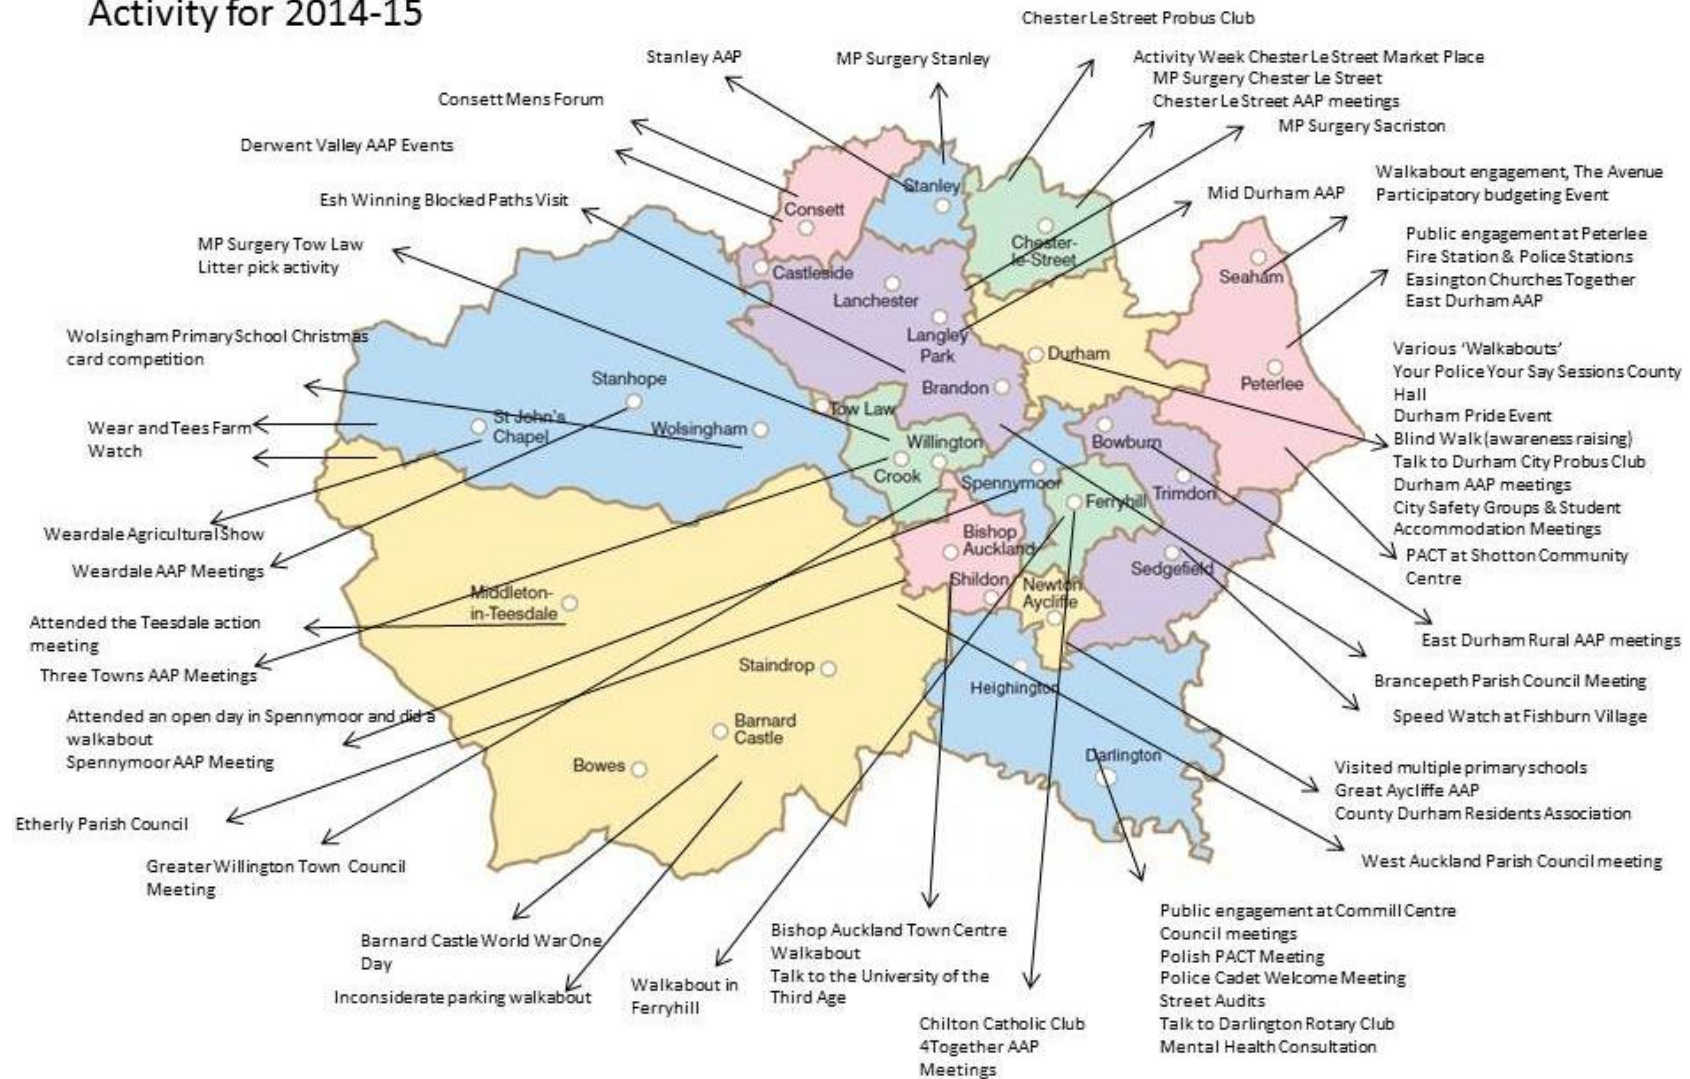 Activity for 2014-15
Chester Le Street Probus Club
Stanley AAP
MP Surgery Stanley
Activity Week Chester Le Street Market Place
MP Surgery Chester Le Street
Chester Le Street AAP meetings
Consett Mens Forum
MP Surgery Sacriston
Derwent Valley AAP Events
Walkabout engagement, The Avenue
Participatory budgeting Event
Esh Winning Blocked Paths Visit
Mid Durham AAP
MP Surgery Tow Law
Litter pick activity
Public engagement at Peterlee
Fire Station & Police Stations
Easington Churches Together
East Durham AAP
Wolsingham Primary School Christmas
card competition
Various ‘Walkabouts’
Your Police Your Say Sessions County
Hall
Durham Pride Event
Blind Walk (awareness raising)
Talk to Durham City Probus Club
Durham AAP meetings
City Safety Groups & Student
Accommodation Meetings
Wear and Tees Farm
Watch
PACT at Shotton Community
Centre
Weardale Agricultural Show
Weardale AAP Meetings
Attended the Teesdale action
meeting
Three Towns AAP Meetings
East Durham Rural AAP meetings
Brancepeth Parish Council Meeting
Speed Watch at Fishburn Village
Attended an open day in Spennymoor and did a
walkabout
Spennymoor AAP Meeting
Visited multiple primary schools
Great Aycliffe AAP
County Durham Residents Association
Etherly Parish Council
West Auckland Parish Council meeting
Greater Willington Town Council
Meeting
Barnard Castle World War One
Day
Inconsiderate parking walkabout
Walkabout in
Ferryhill
Bishop Auckland Town Centre
Walkabout
Talk to the University of the
Third Age
Chilton Catholic Club
4Together AAP
Meetings
Public engagement at Cornmill Centre
Council meetings
Polish PACT Meeting
Police Cadet Welcome Meeting
Street Audits
Talk to Darlington Rotary Club
Mental Health Consultation
Stanley
Consett
Chester-
le-Street
Castleside
Lanchester
Seaham
Langley
Park
Durham
Brandon
Peterlee
Stanhope
St John's
Chapel
Wolsingham
Tow Law
Willington
Crook
Bowburn
Spennymoor
Ferryhill
Trimdon
Bishop
Auckland
Sedgefield
Shildon
Newton
Aycliffe
Middleton-
in-Teesdale
Staindrop
Heighington
Barnard
Castle
Bowes
Darlington